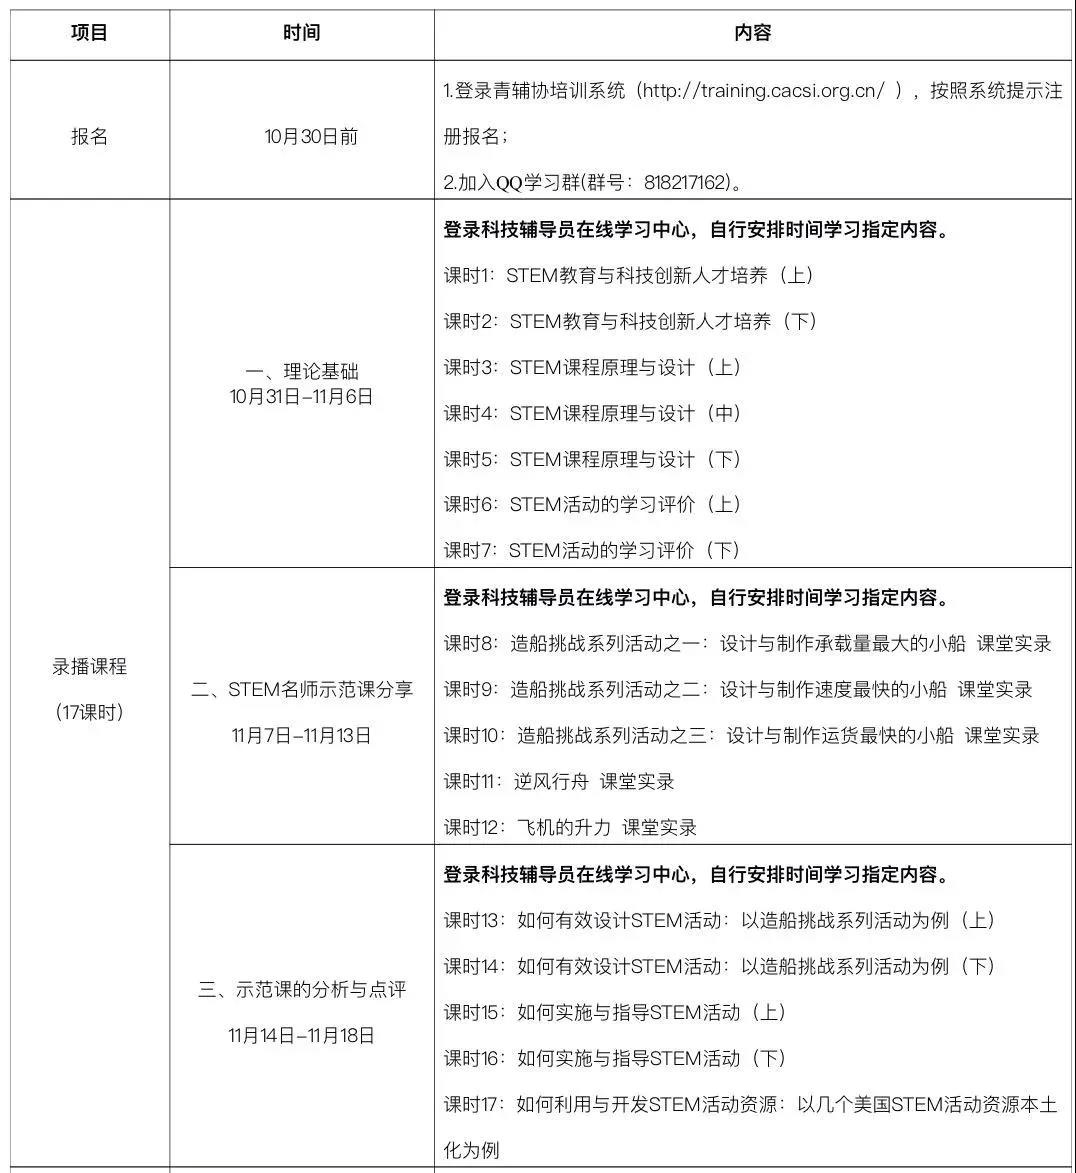 项目
时间
内容
报名
10月30日前
1.登录青辅协培训系统（http://training.cacsi.org.cn/ ），按照系统提示注
册报名；
2.加入QQ学习群(群号：818217162)。
录播课程
（17课时）
一、理论基础
10月31日–11月6日
登录科技辅导员在线学习中心，自行安排时间学习指定内容。
课时1：STEM教育与科技创新人才培养（上）
课时2：STEM教育与科技创新人才培养（下）
课时3：STEM课程原理与设计（上）
课时4：STEM课程原理与设计（中）
课时5：STEM课程原理与设计（下）
课时6：STEM活动的学习评价（上）
课时7：STEM活动的学习评价（下）
二、STEM名师示范课分享
11月7日–11月13日
登录科技辅导员在线学习中心，自行安排时间学习指定内容。
课时8：造船挑战系列活动之一：设计与制作承载量最大的小船 课堂实录
课时9：造船挑战系列活动之二：设计与制作速度最快的小船 课堂实录
课时10：造船挑战系列活动之三：设计与制作运货最快的小船 课堂实录
课时11：逆风行舟 课堂实录
课时12：飞机的升力 课堂实录
三、示范课的分析与点评
11月14日–11月18日
登录科技辅导员在线学习中心，自行安排时间学习指定内容。
课时13：如何有效设计STEM活动：以造船挑战系列活动为例（上）
课时14：如何有效设计STEM活动：以造船挑战系列活动为例（下）
课时15：如何实施与指导STEM活动（上）
课时16：如何实施与指导STEM活动（下）
课时17：如何利用与开发STEM活动资源：以几个美国STEM活动资源本土
化为例